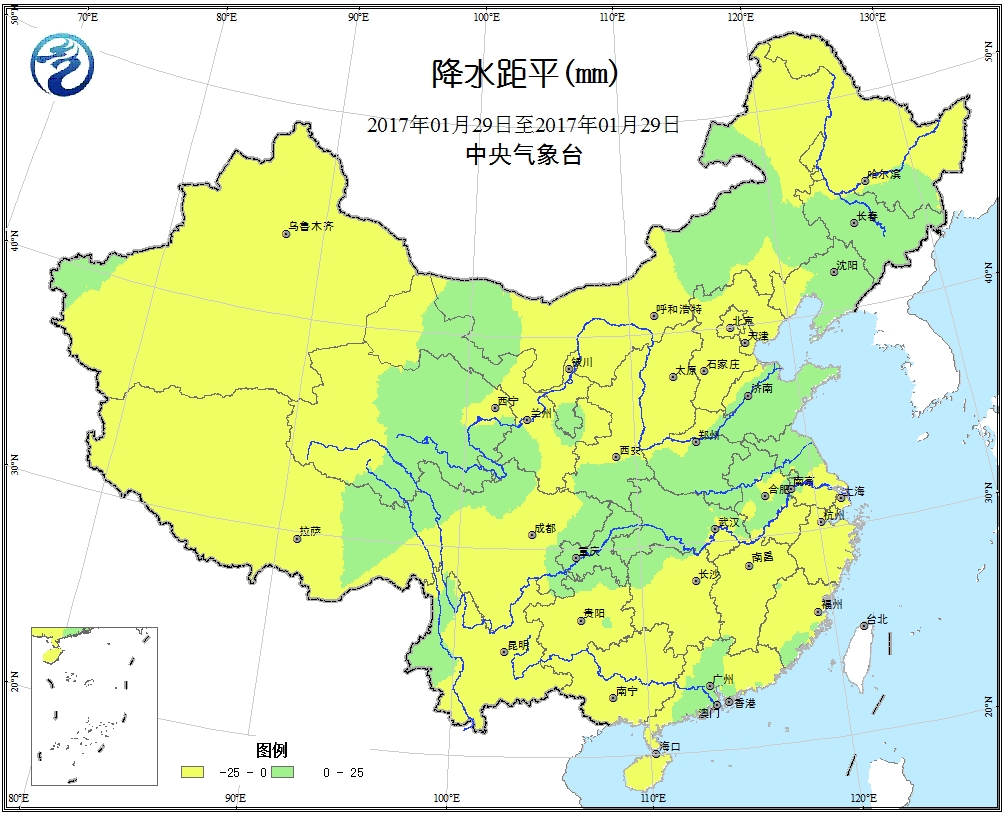 70°E 80°E 90°E 100°E 110°E 120°E 130°E
50°N 50°N
降水距平(mm)
2017年01月29日至2017年01月29日
中央气象台
哈尔滨
长春
乌鲁木齐
40°N
沈阳
40°N
呼和浩特
北京
天津
银川
石家庄
太原
济南
西宁
兰州
郑州
西安
30°N
南京
合肥
上海
30°N
杭州
武汉
成都
拉萨
重庆
南昌
长沙
福州
贵阳
台北
昆明
20°N
广州
南宁
香港
澳门
20°N
海口
图例
-25 - 0
0 - 25
80°E 90°E 100°E 110°E 120°E